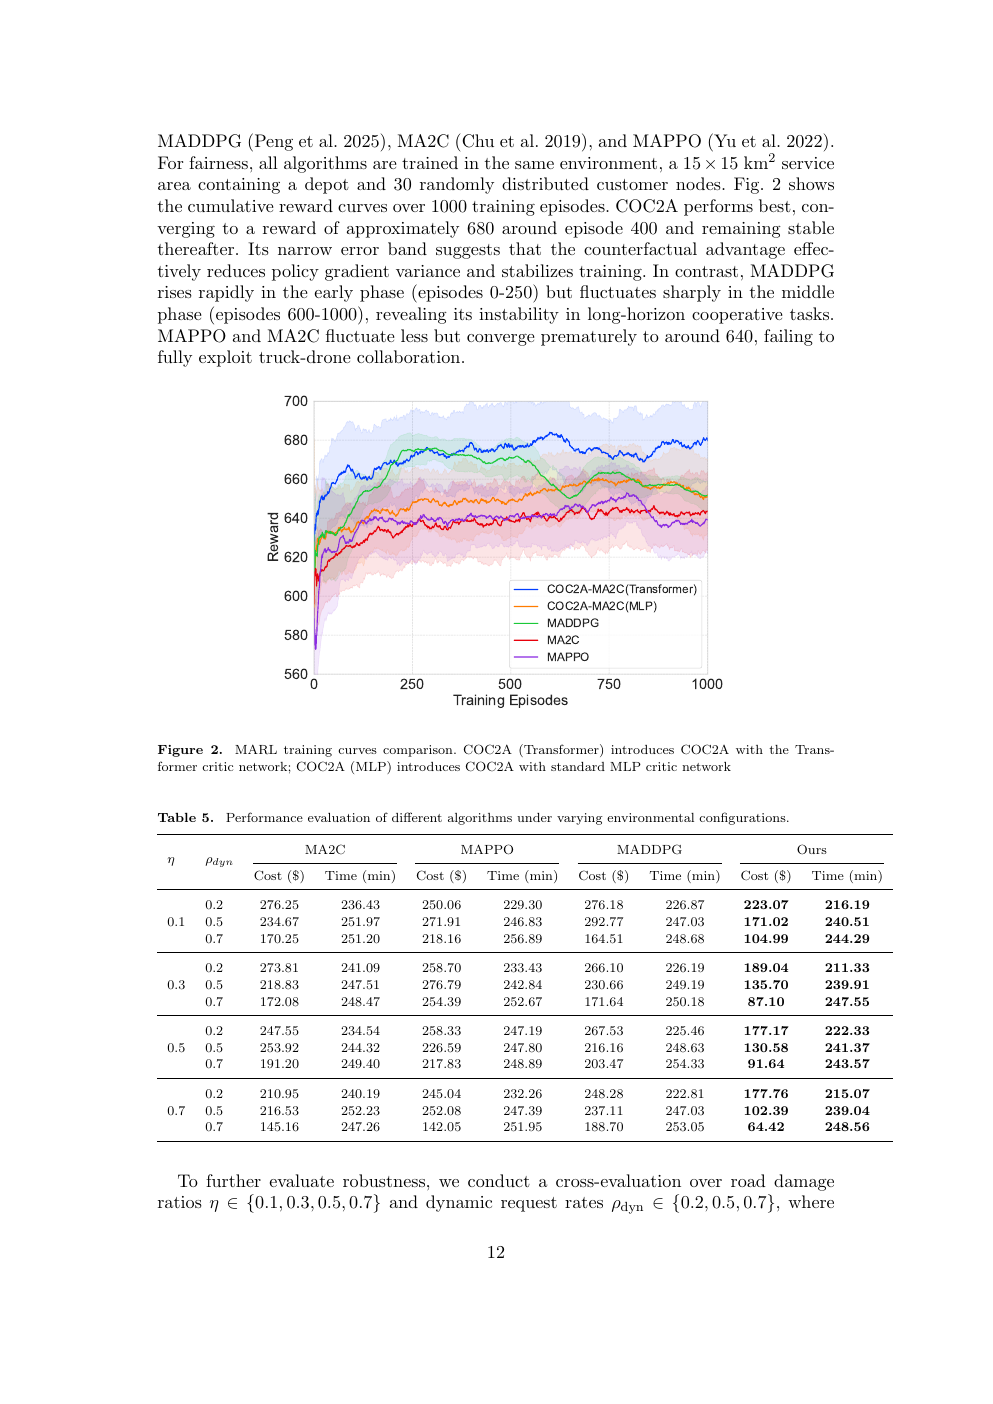 MADDPG (Peng et al. 2025), MA2C (Chu et al. 2019), and MAPPO (Yu et al. 2022).
For fairness, all algorithms are trained in the same environment, a 15 × 15 km² service
area containing a depot and 30 randomly distributed customer nodes. Fig. 2 shows
the cumulative reward curves over 1000 training episodes. COC2A performs best, con-
verging to a reward of approximately 680 around episode 400 and remaining stable
thereafter. Its narrow error band suggests that the counterfactual advantage effec-
tively reduces policy gradient variance and stabilizes training. In contrast, MADDPG
rises rapidly in the early phase (episodes 0-250) but fluctuates sharply in the middle
phase (episodes 600-1000), revealing its instability in long-horizon cooperative tasks.
MAPPO and MA2C fluctuate less but converge prematurely to around 640, failing to
fully exploit truck-drone collaboration.
700
680
660
640
620
600
580
560
Reward
COC2A-MA2C(Transformer)
COC2A-MA2C(MLP)
MADDPG
MA2C
MAPPO
0 250 500 750 1000
Training Episodes
Figure 2. MARL training curves comparison. COC2A (Transformer) introduces COC2A with the Trans-
former critic network; COC2A (MLP) introduces COC2A with standard MLP critic network
Table 5. Performance evaluation of different algorithms under varying environmental configurations.
η ρdyn MA2C MAPPO MADDPG Ours
Cost ($) Time (min) Cost ($) Time (min) Cost ($) Time (min) Cost ($) Time (min)
0.2 276.25 236.43 250.06 229.30 276.18 226.87 223.07 216.19
0.1 0.5 234.67 251.97 271.91 246.83 292.77 247.03 171.02 240.51
0.7 170.25 251.20 218.16 256.89 164.51 248.68 104.99 244.29
0.2 273.81 241.09 258.70 233.43 266.10 226.19 189.04 211.33
0.3 0.5 218.83 247.51 276.79 242.84 230.66 249.19 135.70 239.91
0.7 172.08 248.47 254.39 252.67 171.64 250.18 87.10 247.55
0.2 247.55 234.54 258.33 247.19 267.53 225.46 177.17 222.33
0.5 0.5 253.92 244.32 226.59 247.80 216.16 248.63 130.58 241.37
0.7 191.20 249.40 217.83 248.89 203.47 254.33 91.64 243.57
0.2 210.95 240.19 245.04 232.26 248.28 222.81 177.76 215.07
0.7 0.5 216.53 252.23 252.08 247.39 237.11 247.03 102.39 239.04
0.7 145.16 247.26 142.05 251.95 188.70 253.05 64.42 248.56
To further evaluate robustness, we conduct a cross-evaluation over road damage
ratios η ∈ {0.1, 0.3, 0.5, 0.7} and dynamic request rates ρdyn ∈ {0.2, 0.5, 0.7}, where
12